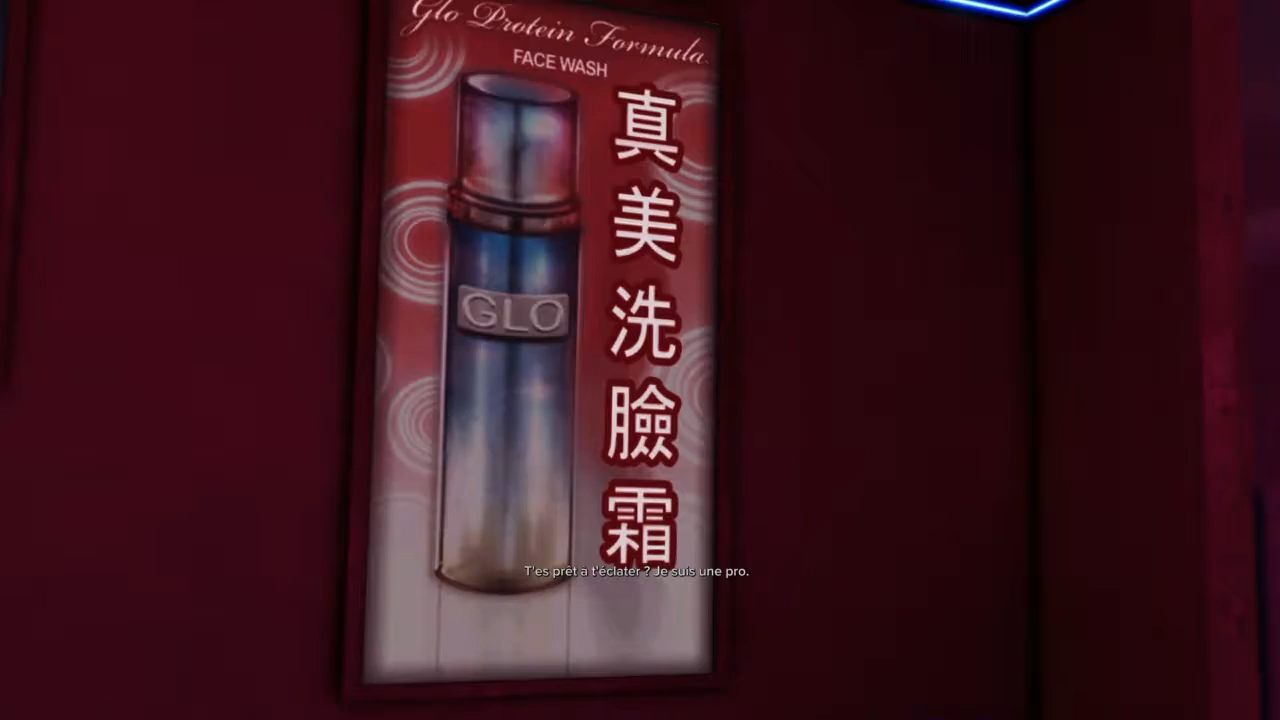 Glo Protein Formula
FACE WASH
真美洗臉霜
GLO
T'es prêt à t'éclater ? Je suis une pro.